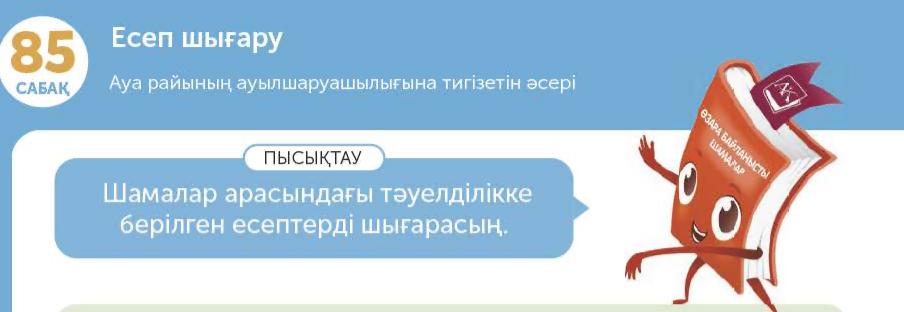 85
САБАҚ
Есеп шығару
Ауа райының ауылшаруашылығына тигізетін әсері
ПЫСЫҚТАУ
Шамалар арасындағы тәуелділікке
берілген есептерді шығарасың.
ӨЗАРА БАЙЛАНЫСТЫ
ШАМАЛАР
АҚ